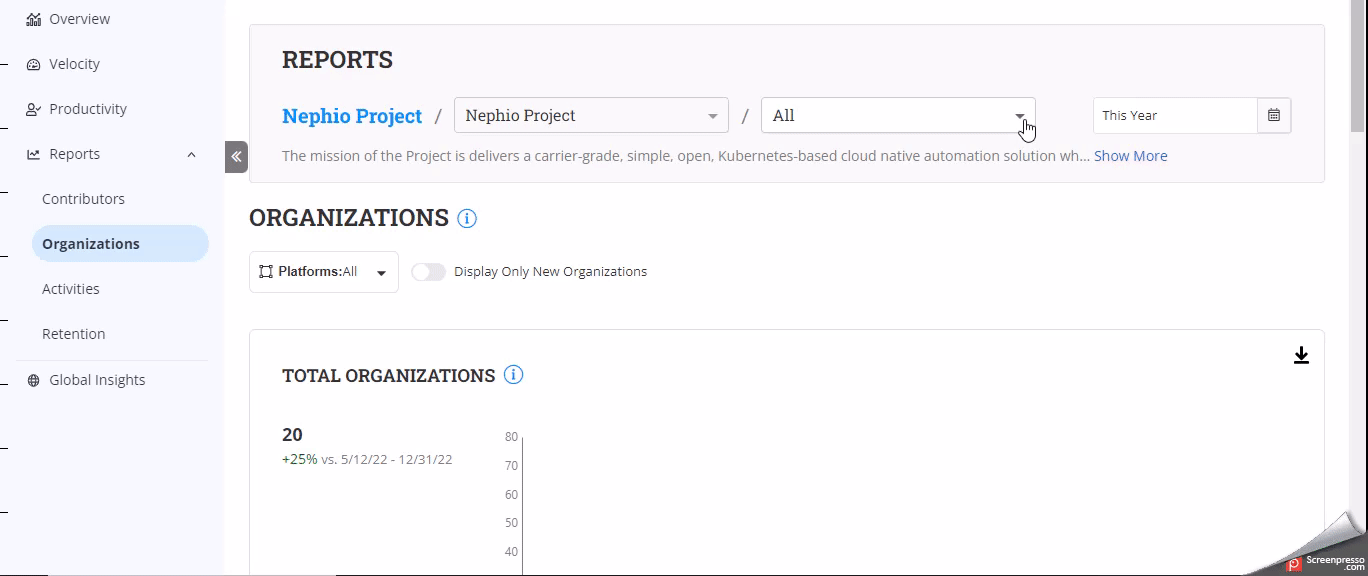 Overview
Velocity
Productivity
Reports
Contributors
Organizations
Activities
Retention
Global Insights
REPORTS
Nephio Project / Nephio Project / All This Year
The mission of the Project is delivers a carrier-grade, simple, open, Kubernetes-based cloud native automation solution wh... Show More
ORGANIZATIONS
Platforms:All Display Only New Organizations
TOTAL ORGANIZATIONS
20
+25% vs. 5/12/22 - 12/31/22
80
70
60
50
40
Screenpresso
.com